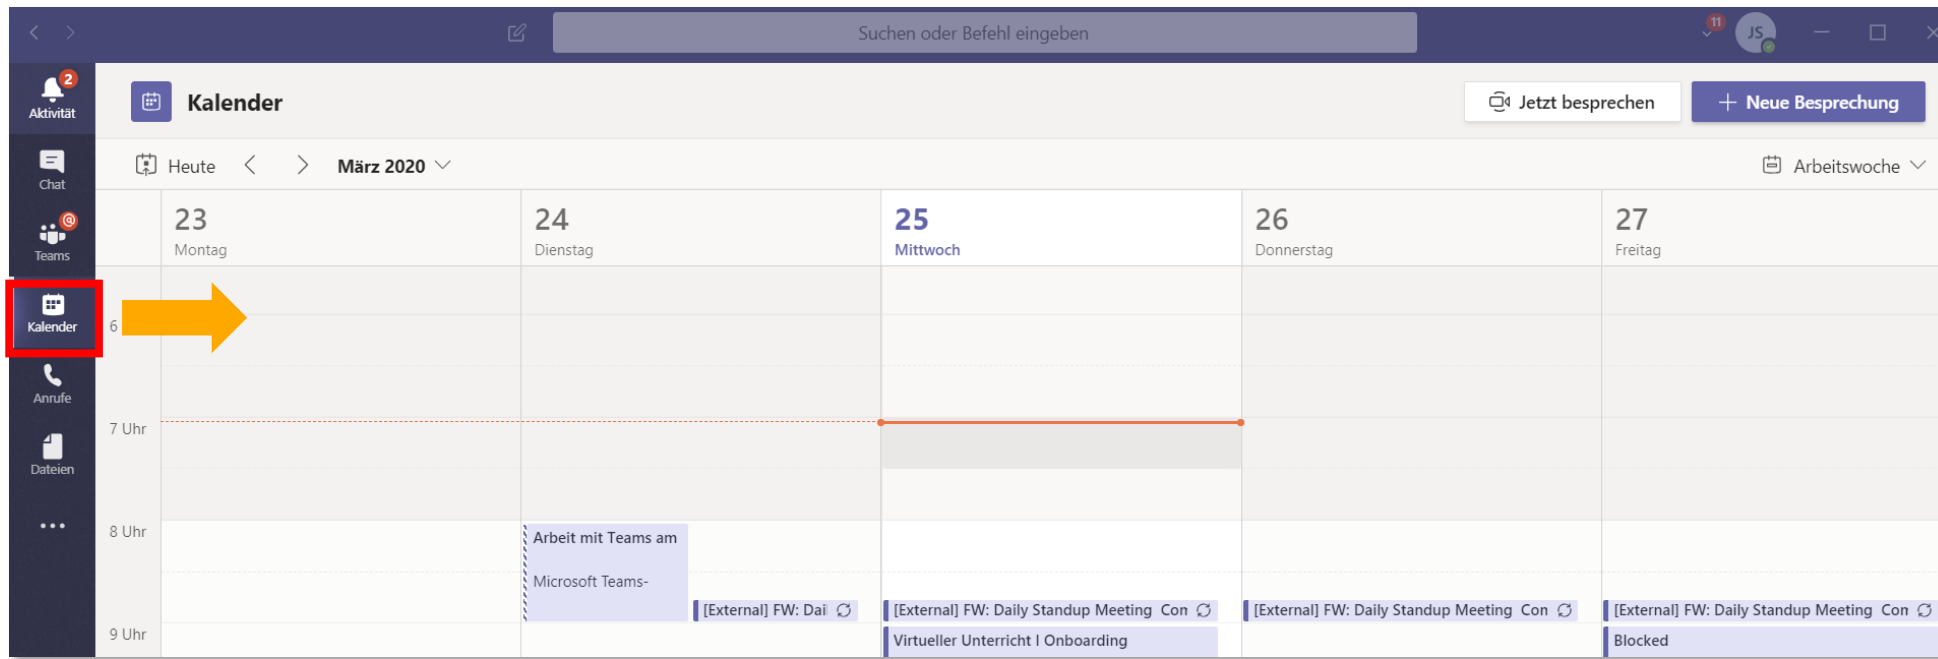 Suchen oder Befehl eingeben
11
JS
2
Aktivität
Kalender
Jetzt besprechen
Neue Besprechung
Chat
Heute
März 2020
Arbeitswoche
@
Teams
23
Montag
24
Dienstag
25
Mittwoch
26
Donnerstag
27
Freitag
Kalender
6
Anrufe
7 Uhr
Dateien
8 Uhr
Arbeit mit Teams am
Microsoft Teams-
[External] FW: Dai
[External] FW: Daily Standup Meeting Con
[External] FW: Daily Standup Meeting Con
[External] FW: Daily Standup Meeting Con
9 Uhr
Virtueller Unterricht I Onboarding
Blocked